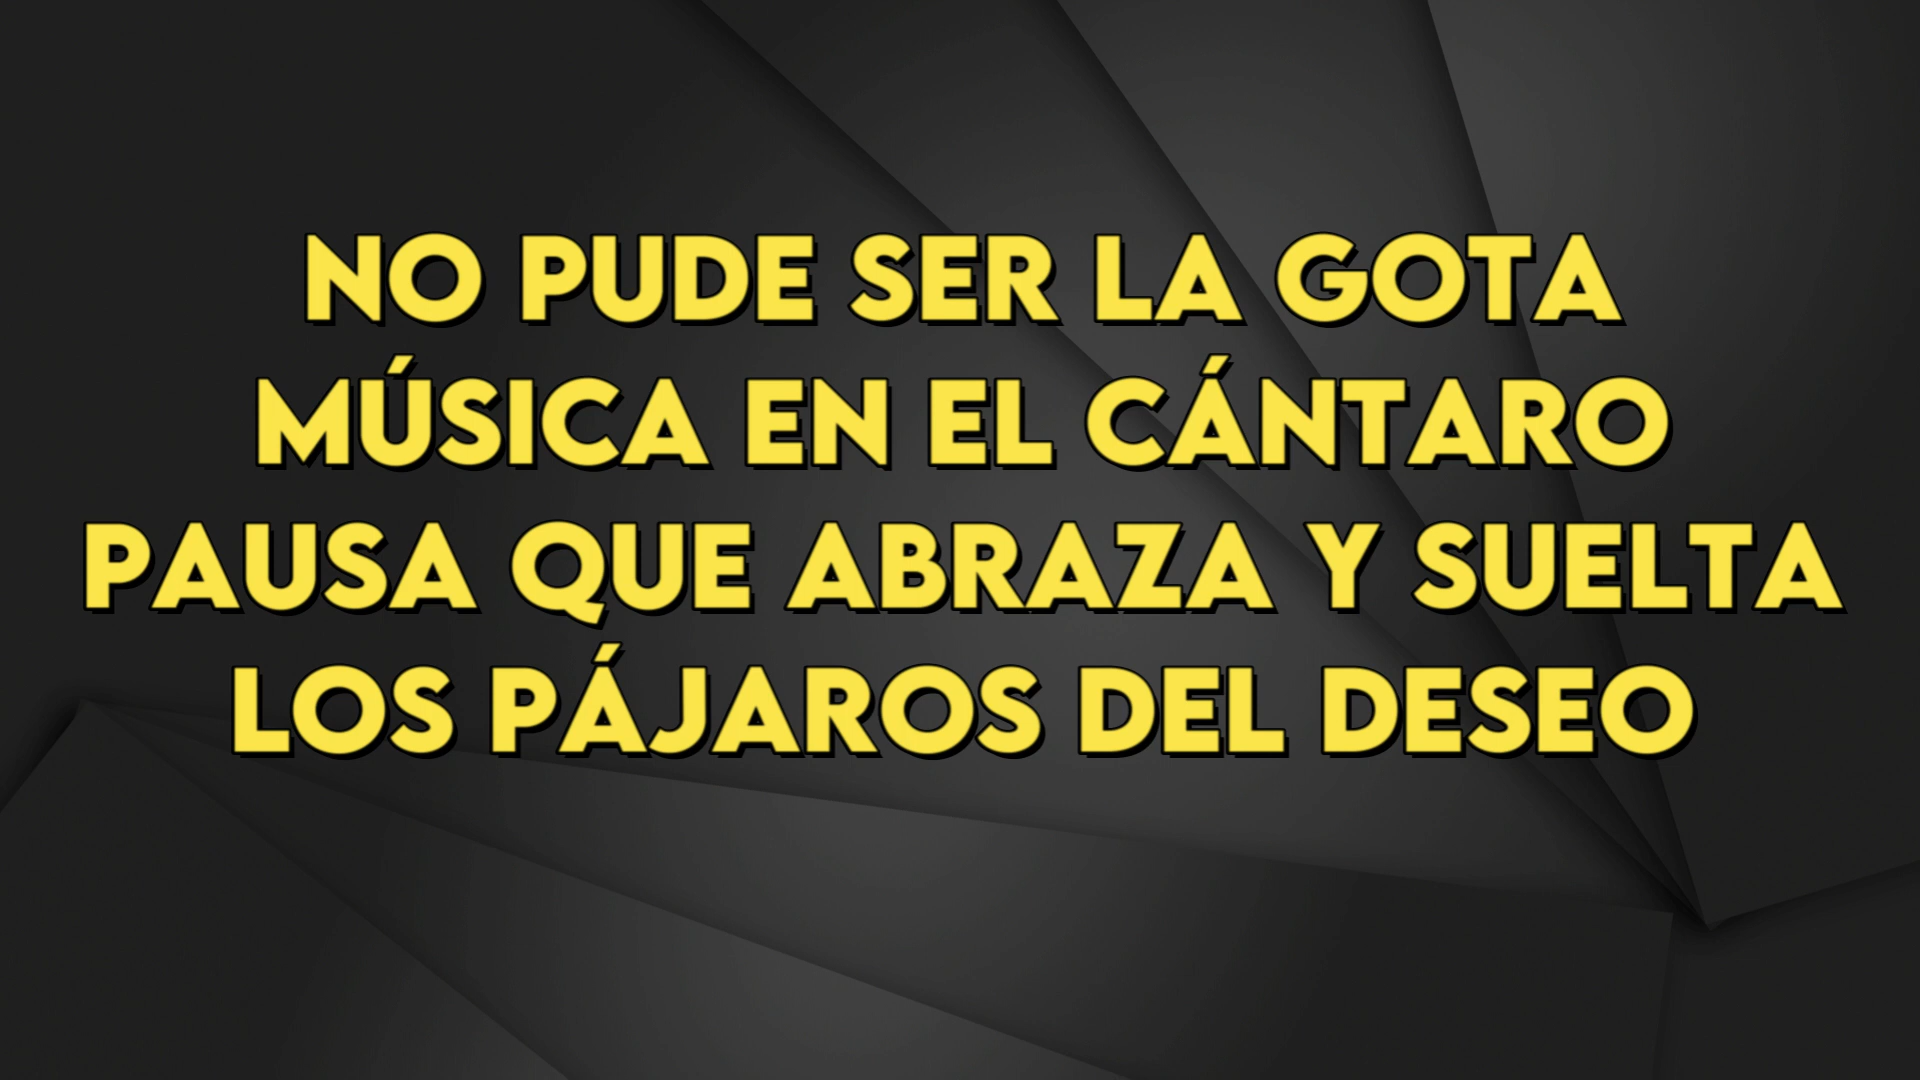 NO PUDE SER LA GOTA
MÚSICA EN EL CÁNTARO
PAUSA QUE ABRAZA Y SUELTA
LOS PÁJAROS DEL DESEO